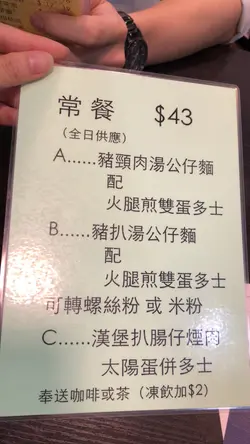 常餐 $43
（全日供應）
A......豬頸肉湯公仔麵
配
火腿煎雙蛋多士
B......豬扒湯公仔麵
配
火腿煎雙蛋多士
可轉螺絲粉 或 米粉
C......漢堡扒腸仔煙肉
太陽蛋併多士
奉送咖啡或茶（凍飲加$2）